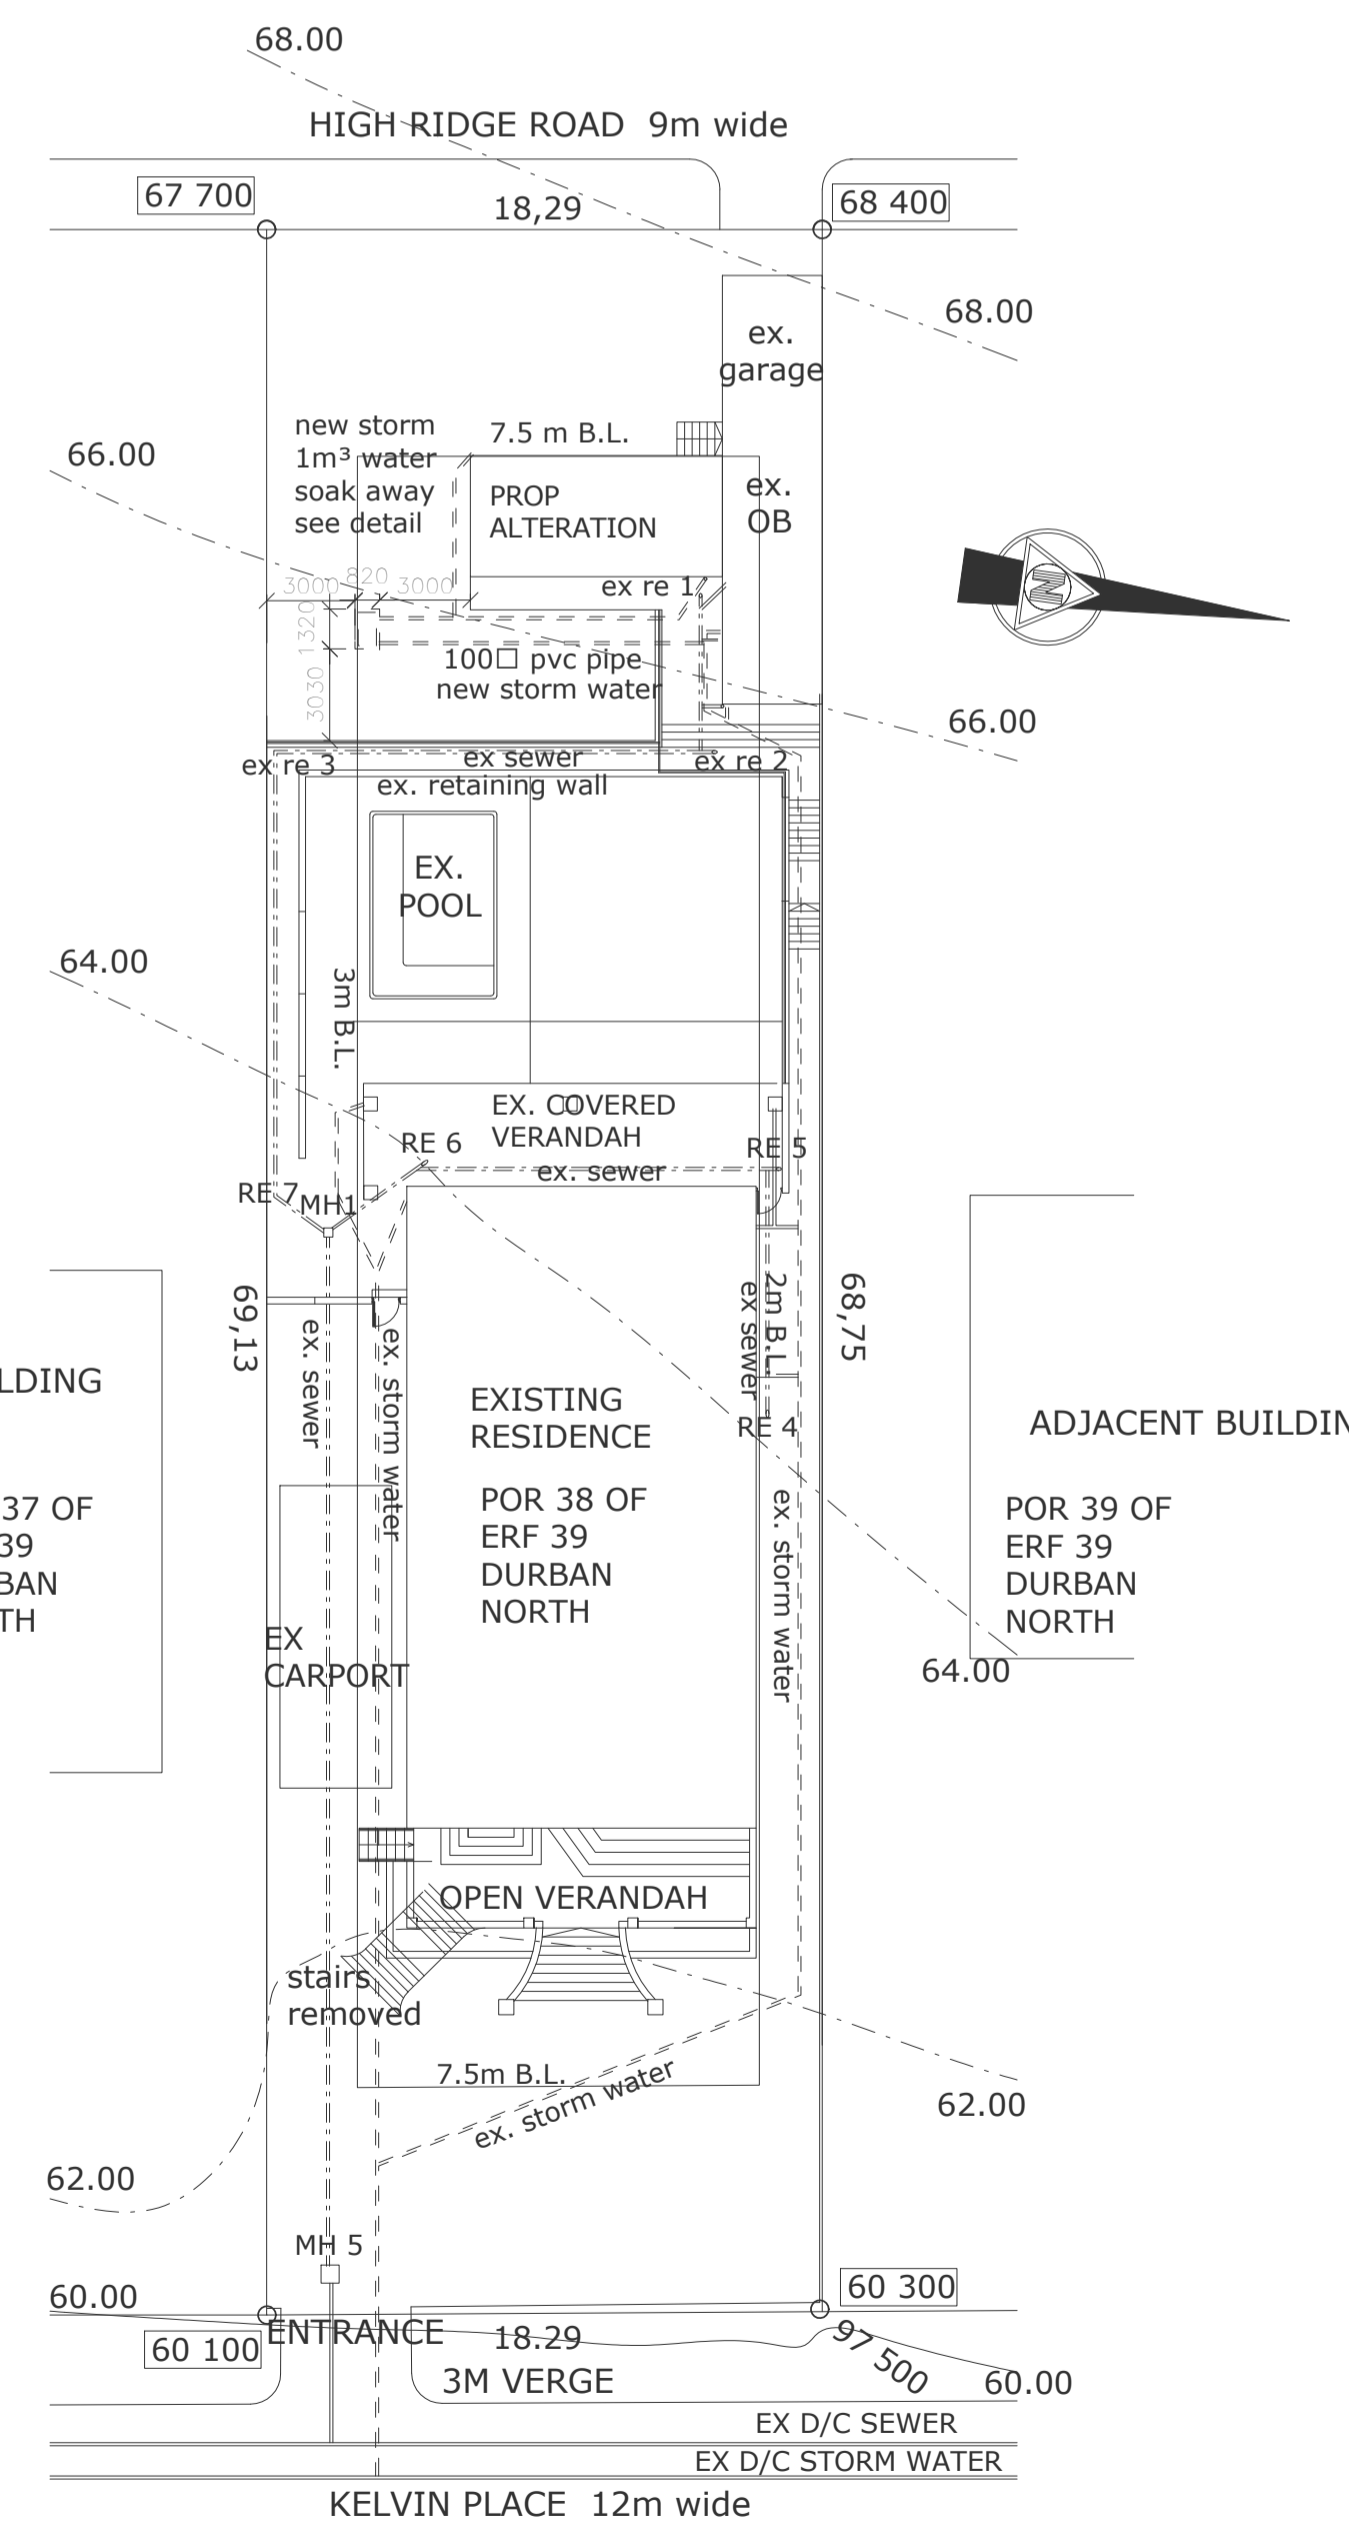 68.00
HIGH RIDGE ROAD  9m wide
67 700
18,29
68 400
68.00
ex.
garage
new storm
1m³ water
soak away
see detail
7.5 m B.L.
66.00
PROP
ALTERATION
ex.
OB
3000
820
3000
ex re 1
N
1320
3030
100□ pvc pipe
new storm water
66.00
ex re 3
ex sewer
ex re 2
ex. retaining wall
EX.
POOL
64.00
3m B.L.
EX. COVERED
VERANDAH
RE 6
RE 5
ex. sewer
RE 7
MH1
69,13
ex. sewer
ex. storm water
ex sewer
2m B.L.
68,75
LDING
EXISTING
RESIDENCE
RE 4
ADJACENT BUILDIN
37 OF
39
BAN
TH
POR 38 OF
ERF 39
DURBAN
NORTH
ex. storm water
POR 39 OF
ERF 39
DURBAN
NORTH
EX
CARPORT
64.00
OPEN VERANDAH
stairs
removed
7.5m B.L.
ex. storm water
62.00
62.00
MH 5
60.00
60 300
ENTRANCE
18.29
60 100
97 500
3M VERGE
60.00
EX D/C SEWER
EX D/C STORM WATER
KELVIN PLACE  12m wide